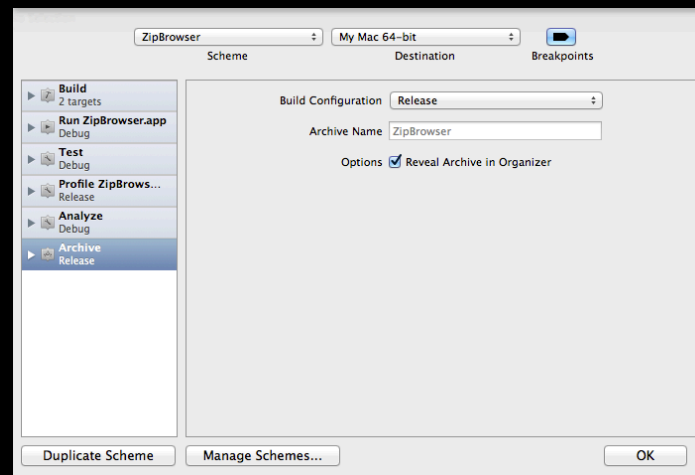 ZipBrowser
My Mac 64-bit
Scheme
Destination
Breakpoints
Build
2 targets
Run ZipBrowser.app
Debug
Test
Debug
Profile ZipBrows...
Release
Analyze
Debug
Archive
Release
Build Configuration Release
Archive Name ZipBrowser
Options Reveal Archive in Organizer
Duplicate Scheme
Manage Schemes...
OK